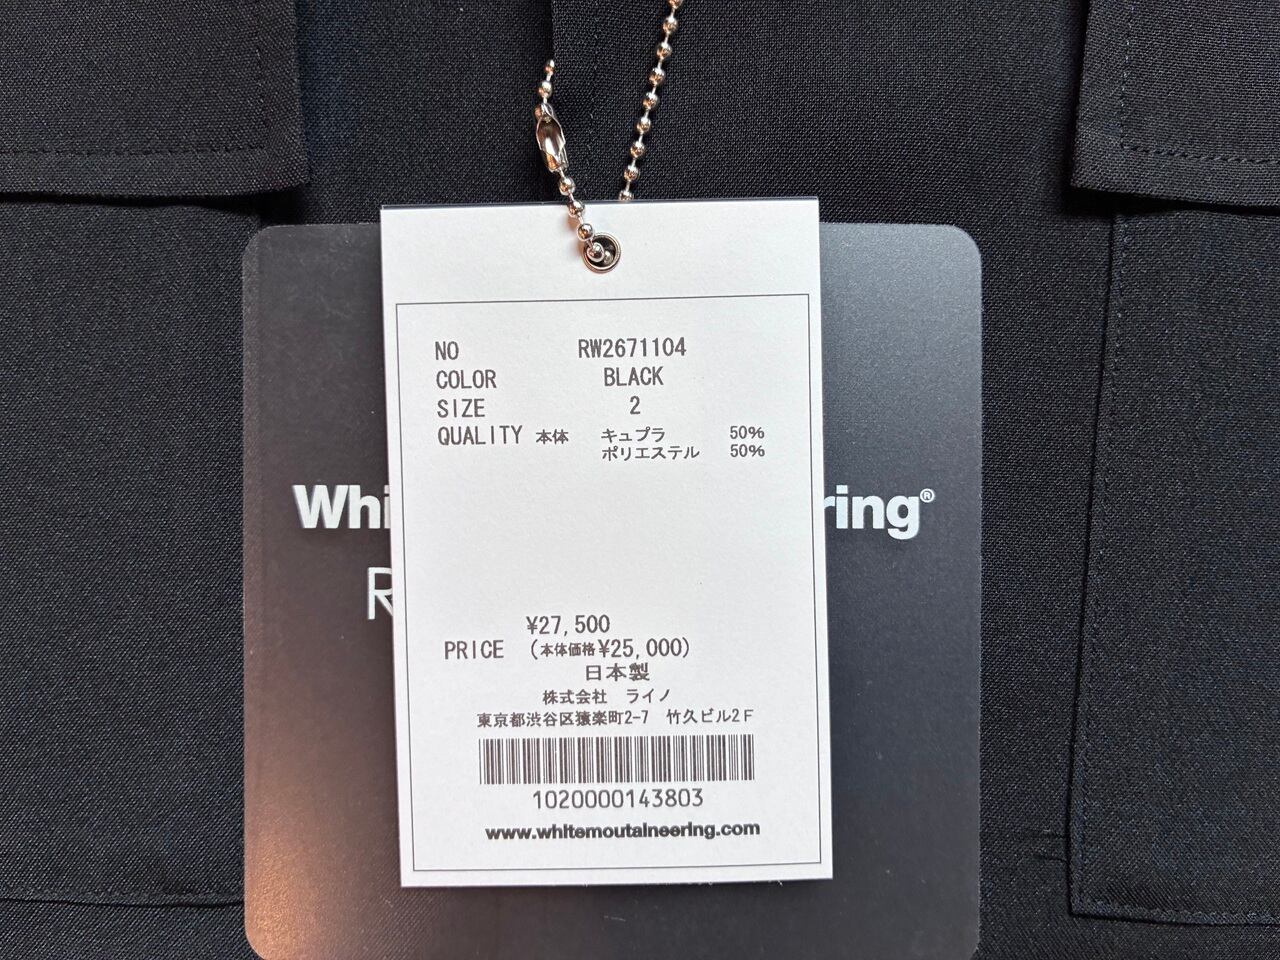 NO RW2671104
COLOR BLACK
SIZE 2
QUALITY 本体 キュプラ 50%
ポリエステル 50%
Whi ring®
R
¥27,500
PRICE (本体価格¥25,000)
日本製
株式会社 ライノ
東京都渋谷区猿楽町2-7 竹久ビル2F
1020000143803
www.whitemoutaineering.com